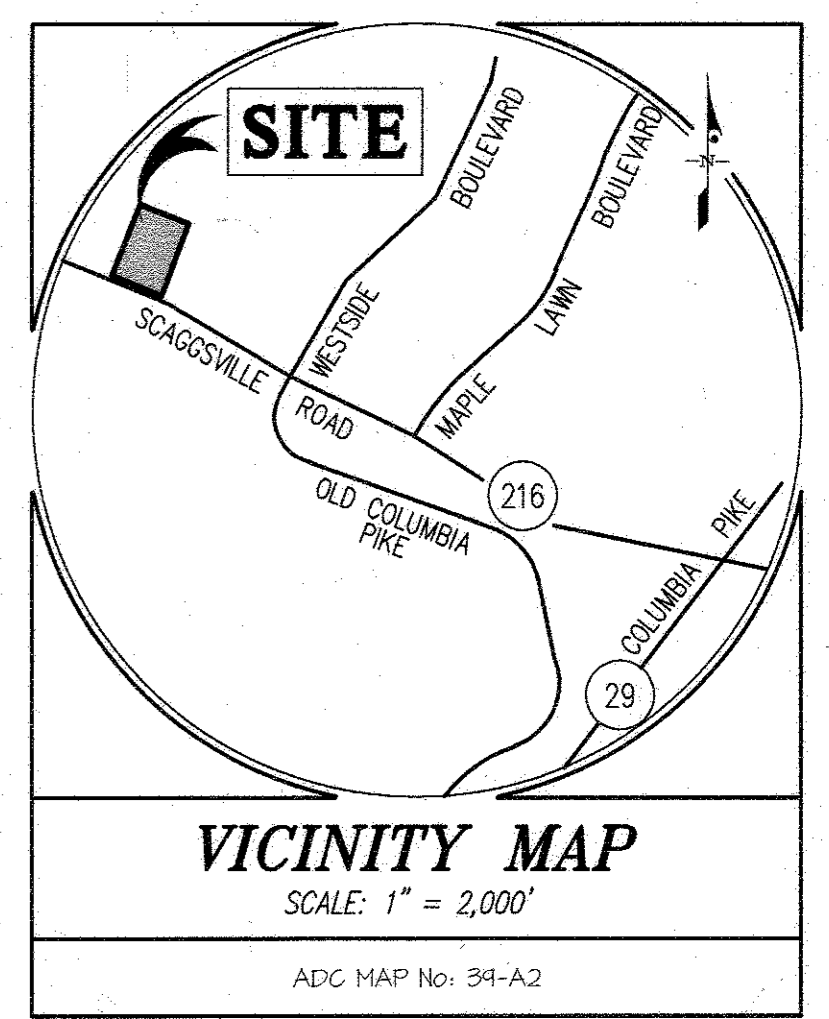 SITE
BOULEVARD
BOULEVARD
N
WESTSIDE
LAWN
SCAGGSVILLE
ROAD
MAPLE
216
OLD COLUMBIA
PIKE
PIKE
COLUMBIA
29
VICINITY MAP
SCALE: 1" = 2,000'
ADC MAP No: 39-A2